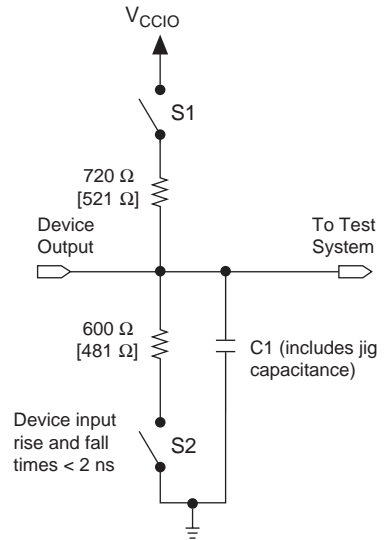 VCCIO
S1
720 Ω
[521 Ω]
Device
Output
To Test
System
600 Ω
[481 Ω]
C1 (includes jig
capacitance)
Device input
rise and fall
times < 2 ns
S2